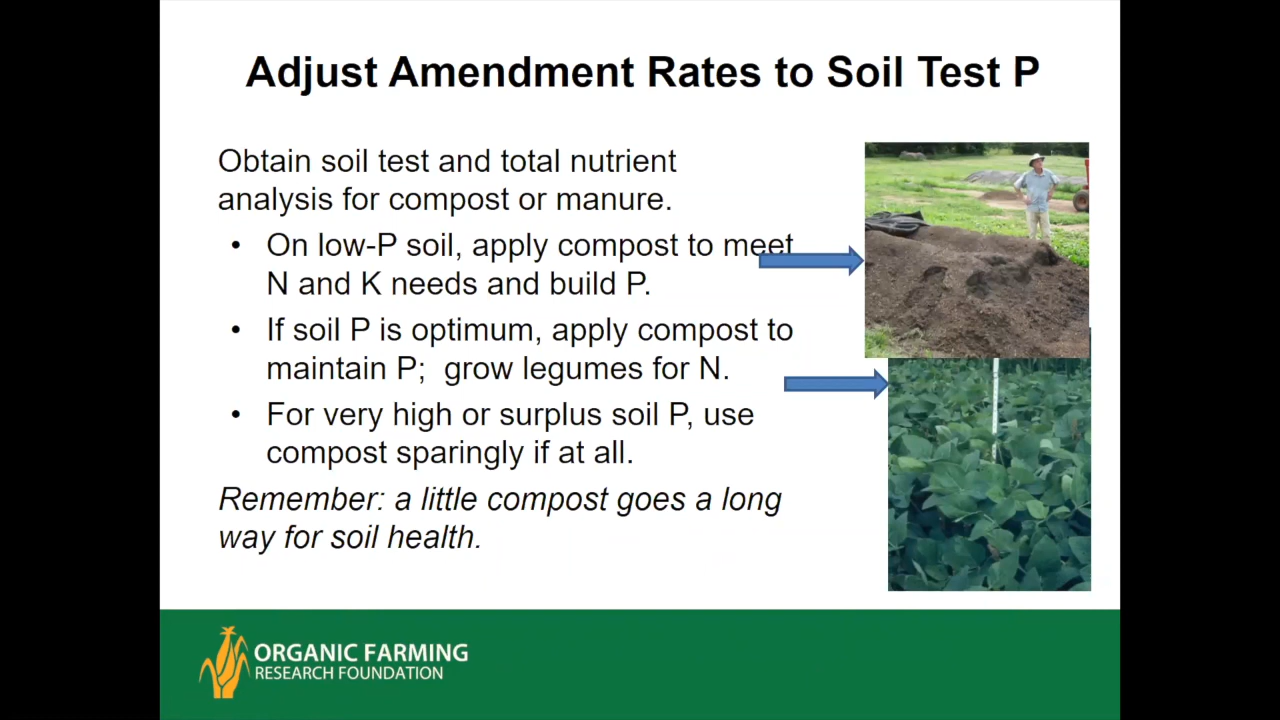 Adjust Amendment Rates to Soil Test P
Obtain soil test and total nutrient
analysis for compost or manure.
• On low-P soil, apply compost to meet
N and K needs and build P.
• If soil P is optimum, apply compost to
maintain P;  grow legumes for N.
• For very high or surplus soil P, use
compost sparingly if at all.
Remember: a little compost goes a long
way for soil health.
ORGANIC FARMING
RESEARCH FOUNDATION